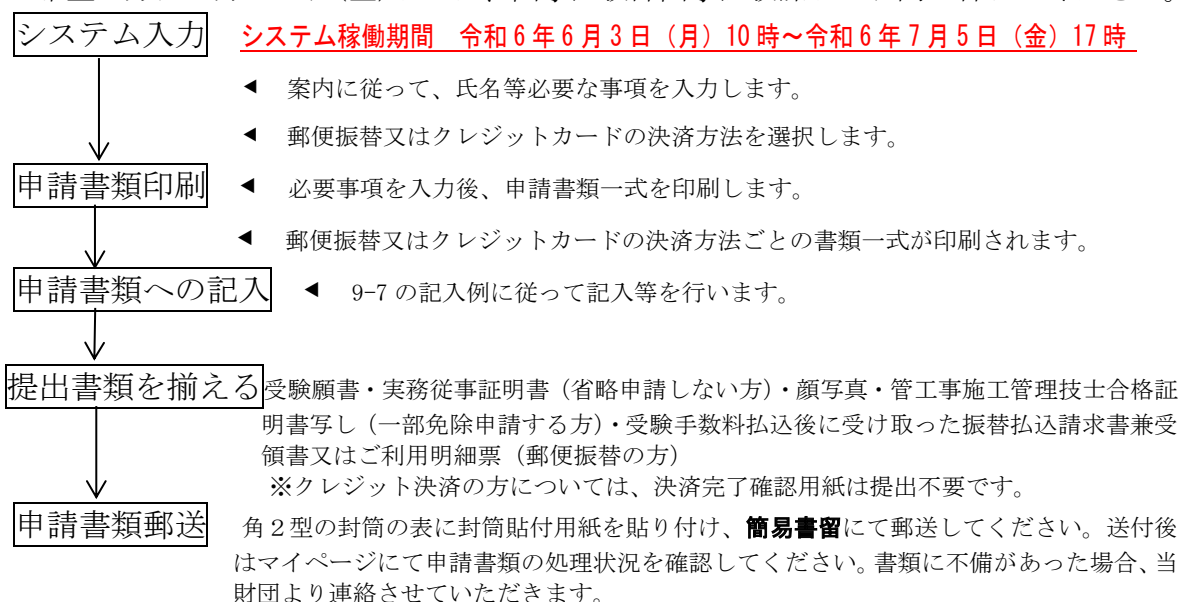 システム入力 システム稼働期間　令和6年6月3日（月）10時～令和6年7月5日（金）17時
◀ 案内に従って、氏名等必要な事項を入力します。
◀ 郵便振替又はクレジットカードの決済方法を選択します。
申請書類印刷 ◀ 必要事項を入力後、申請書類一式を印刷します。
◀ 郵便振替又はクレジットカードの決済方法ごとの書類一式が印刷されます。
申請書類への記入 ◀ 9-7の記入例に従って記入等を行います。
提出書類を揃える 受験願書・実務従事証明書（省略申請しない方）・顔写真・管工事施工管理技士合格証
明書写し（一部免除申請する方）・受験手数料払込後に受け取った振替払込請求書兼受
領書又はご利用明細票（郵便振替の方）
※クレジット決済の方については、決済完了確認用紙は提出不要です。
申請書類郵送 角２型の封筒の表に封筒貼付用紙を貼り付け、簡易書留にて郵送してください。送付後
はマイページにて申請書類の処理状況を確認してください。書類に不備があった場合、当
財団より連絡させていただきます。